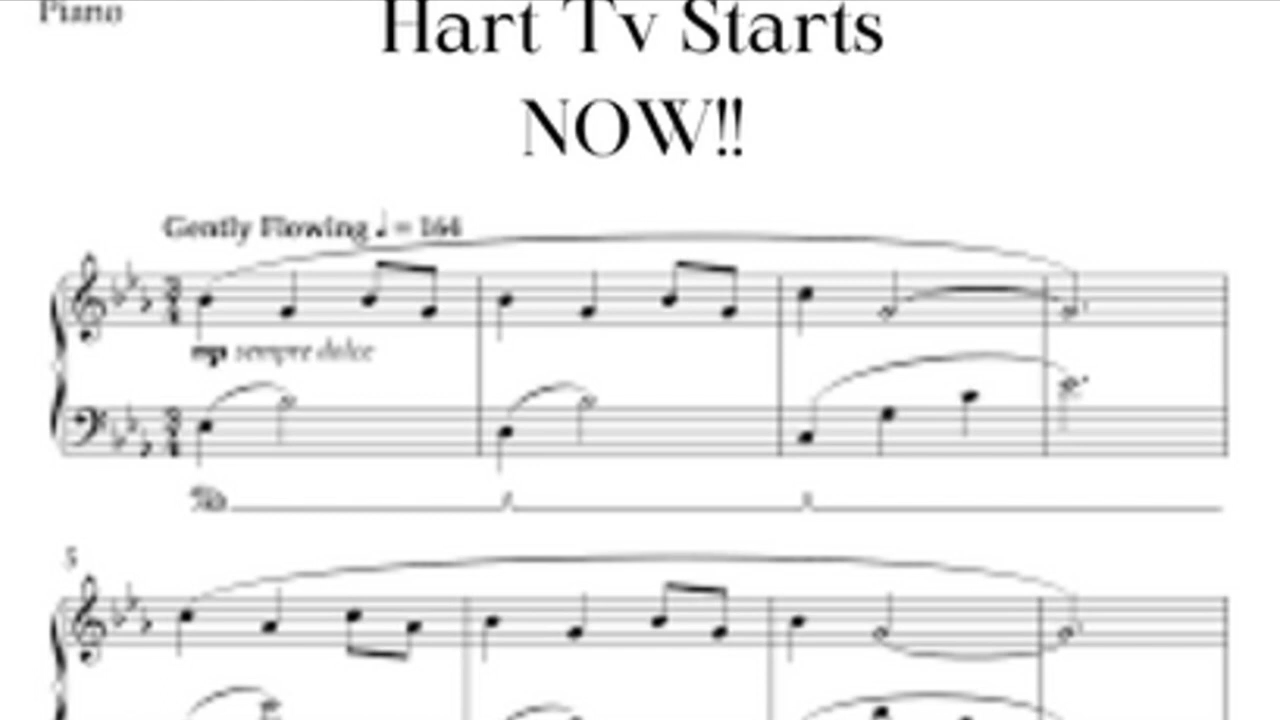 Piano
Hart Tv Starts
NOW!!
Gently Flowing ♩ = 164
mp sempre dolce
5